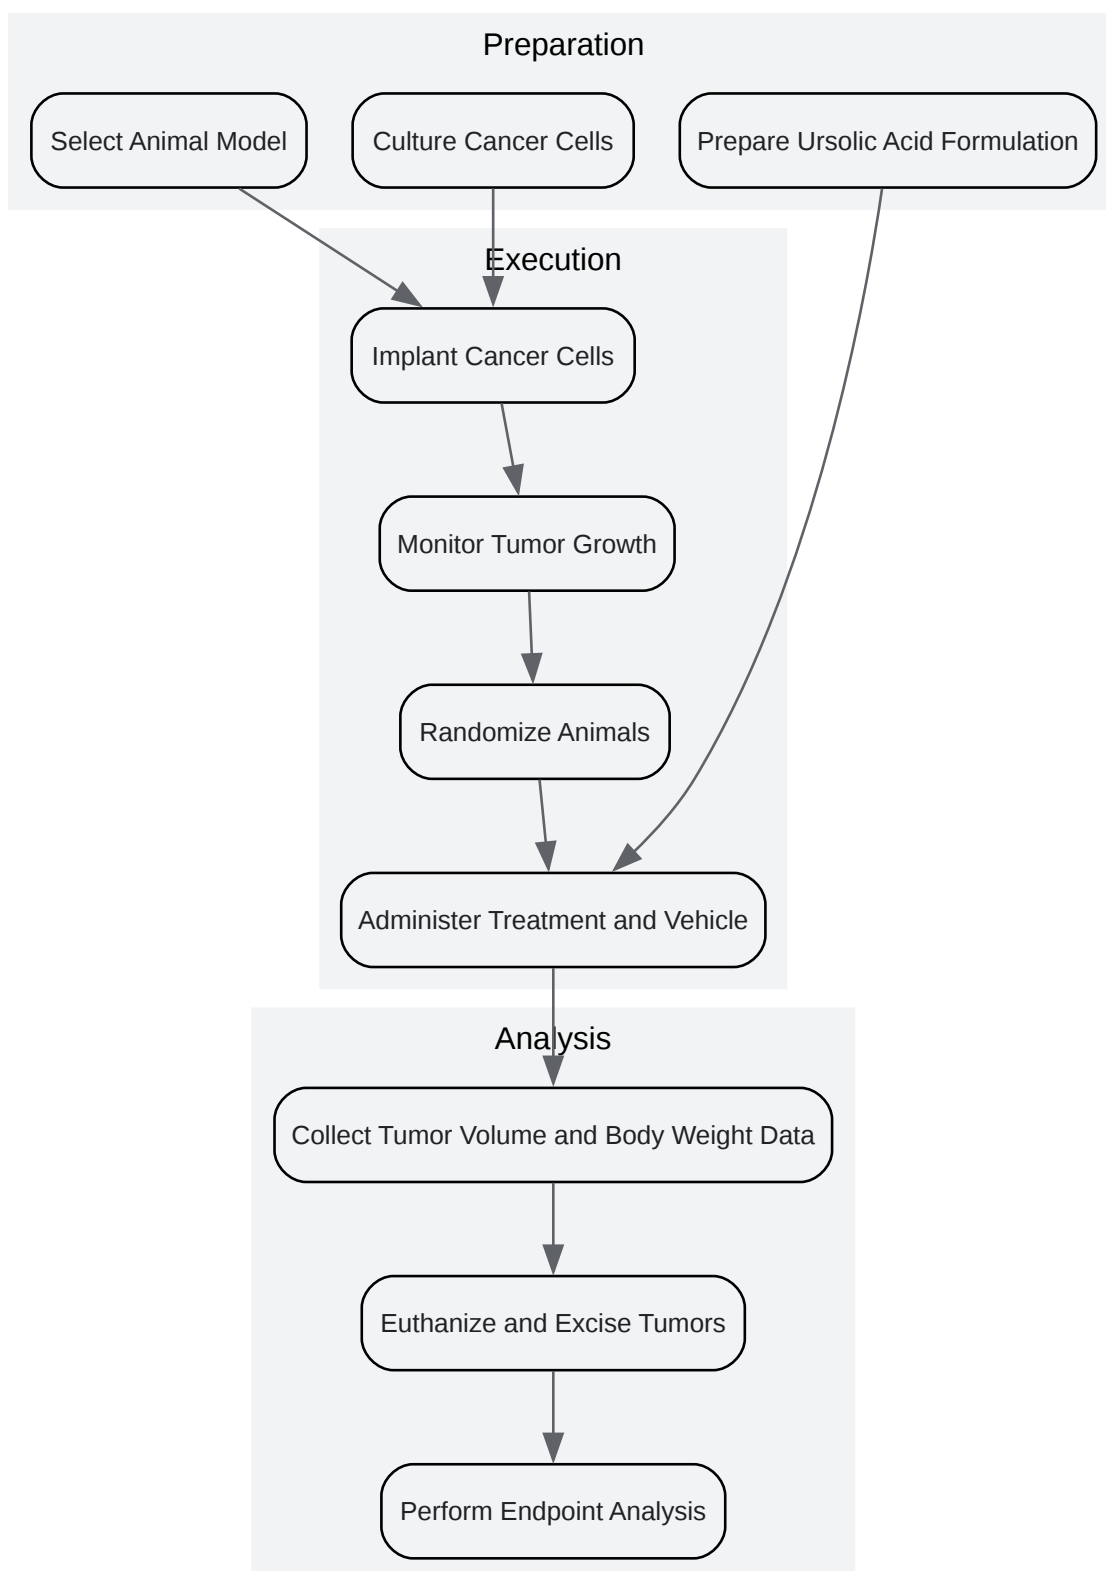 Preparation
Select Animal Model
Culture Cancer Cells
Prepare Ursolic Acid Formulation
Execution
Implant Cancer Cells
Monitor Tumor Growth
Randomize Animals
Administer Treatment and Vehicle
Analysis
Collect Tumor Volume and Body Weight Data
Euthanize and Excise Tumors
Perform Endpoint Analysis